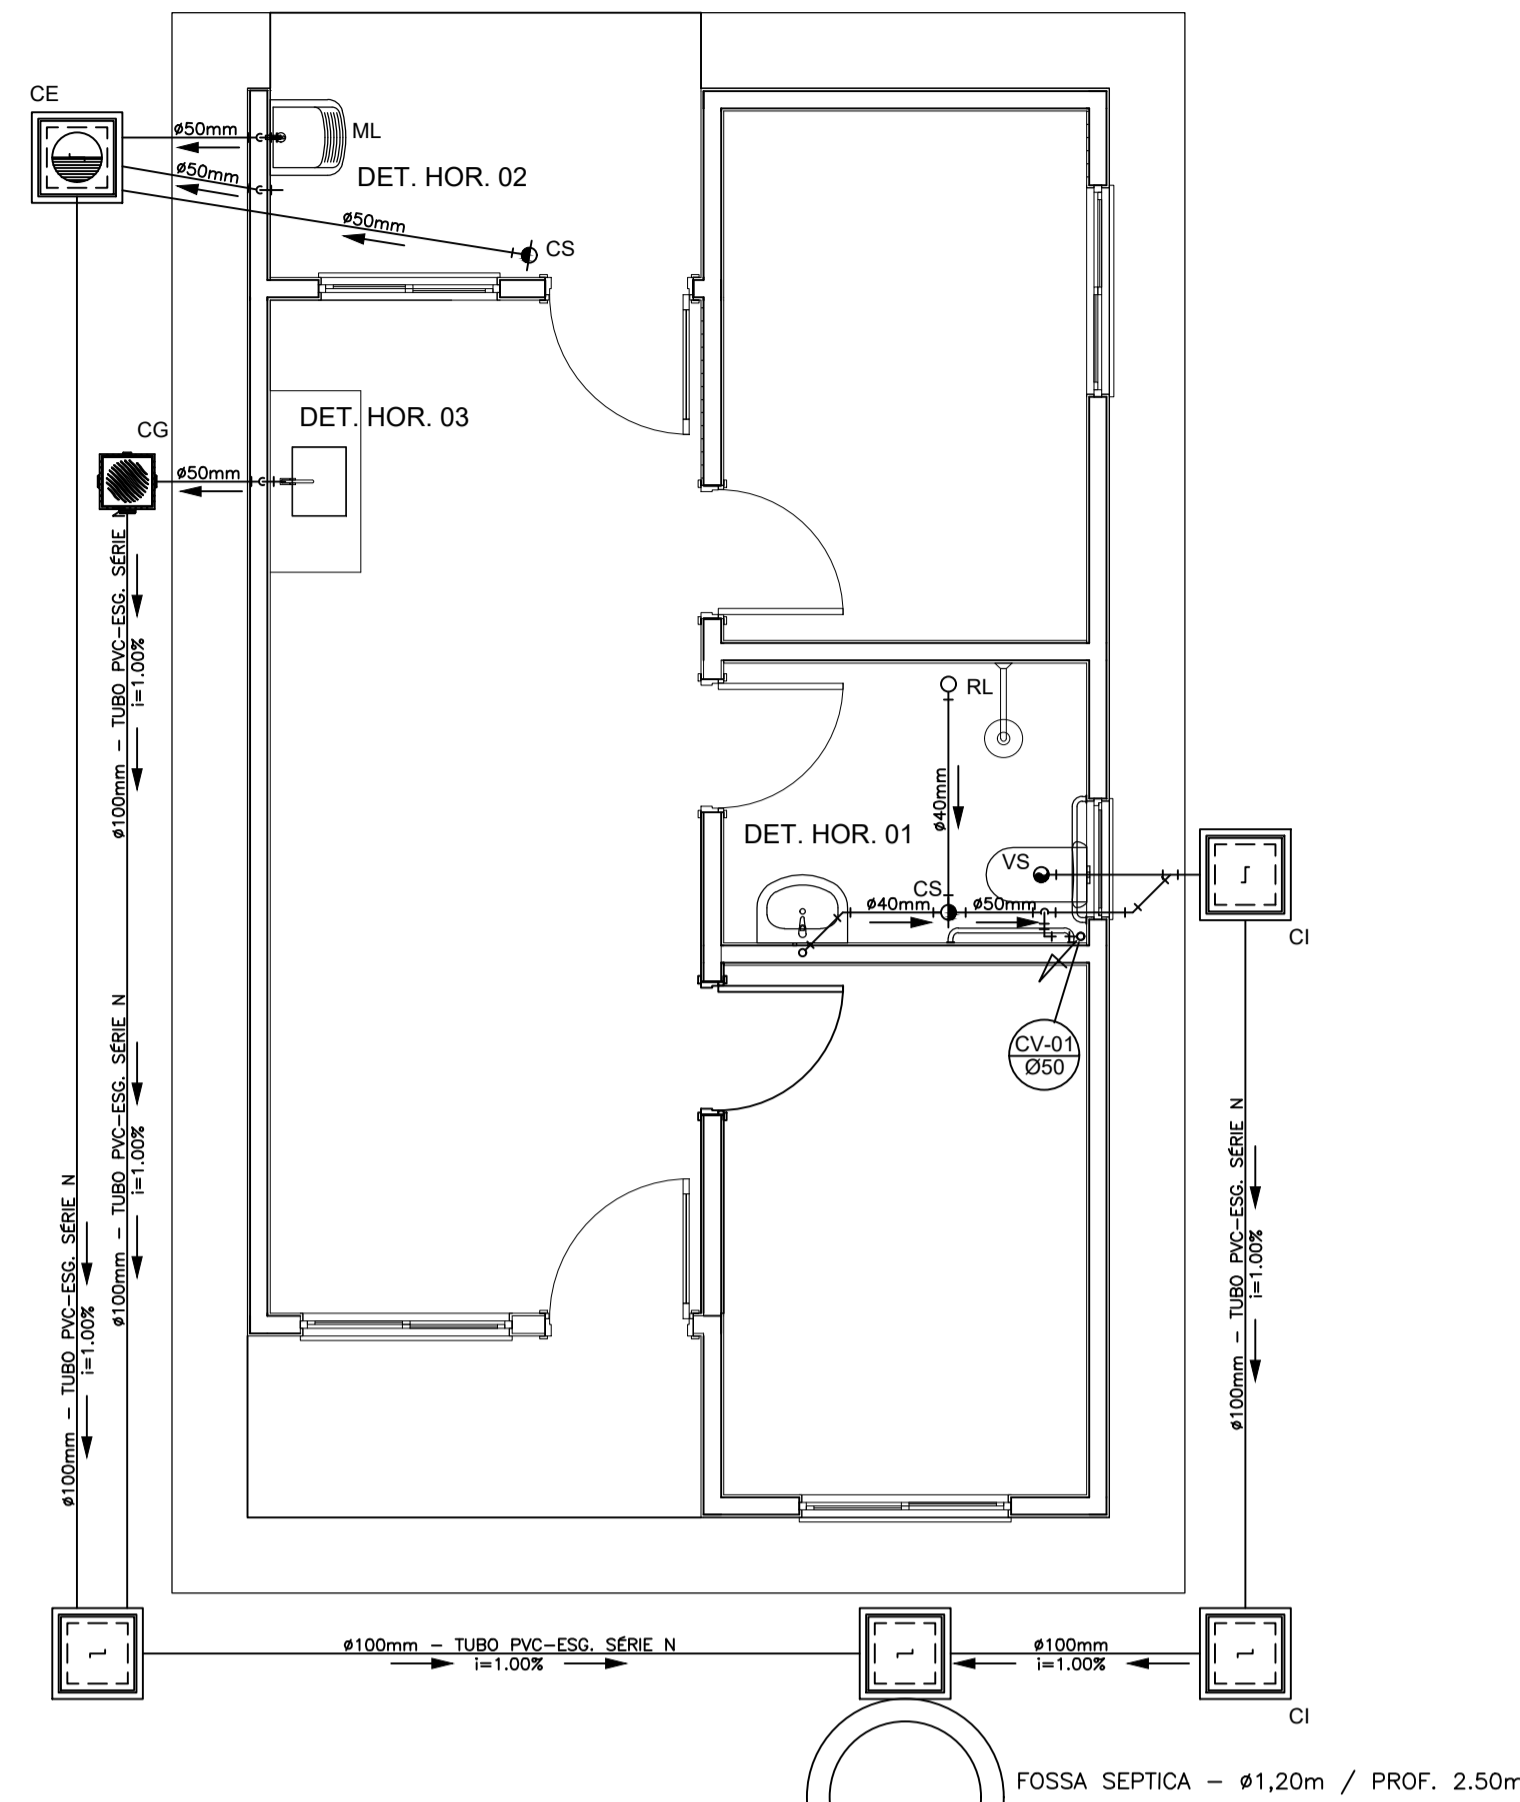 CE
ø50mm
ML
ø50mm
DET. HOR. 02
ø50mm
CS
DET. HOR. 03
CG
ø50mm
ø100mm – TUBO PVC–ESG. SÉRIE N
i=1.00%
RL
ø40mm
DET. HOR. 01
VS
CS
ø40mm
ø50mm
CI
CV-01
Ø50
ø100mm – TUBO PVC–ESG. SÉRIE N
i=1.00%
ø100mm – TUBO PVC–ESG. SÉRIE N
i=1.00%
ø100mm – TUBO PVC–ESG. SÉRIE N
i=1.00%
ø100mm – TUBO PVC–ESG. SÉRIE N
i=1.00%
ø100mm
i=1.00%
CI
FOSSA SEPTICA – ø1,20m / PROF. 2.50m